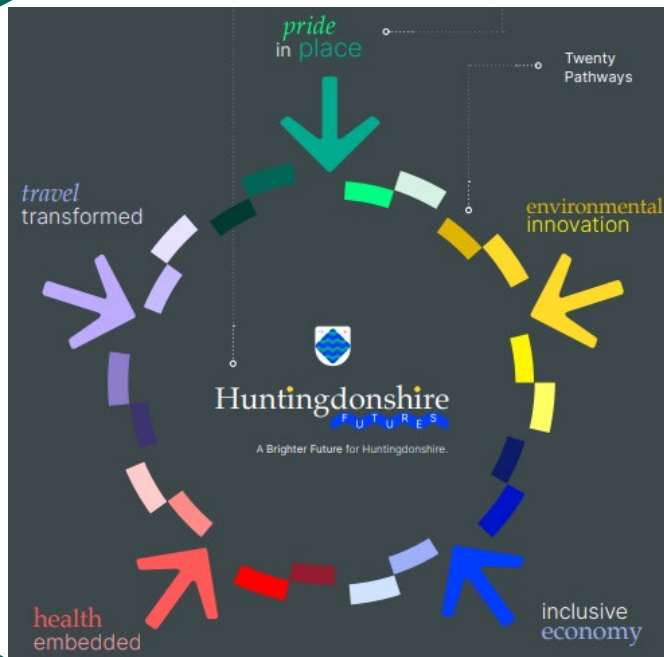 pride
in place
Twenty
Pathways
travel
transformed
environmental
innovation
Huntingdonshire
FUTURES
A Brighter Future for Huntingdonshire.
health
embedded
inclusive
economy